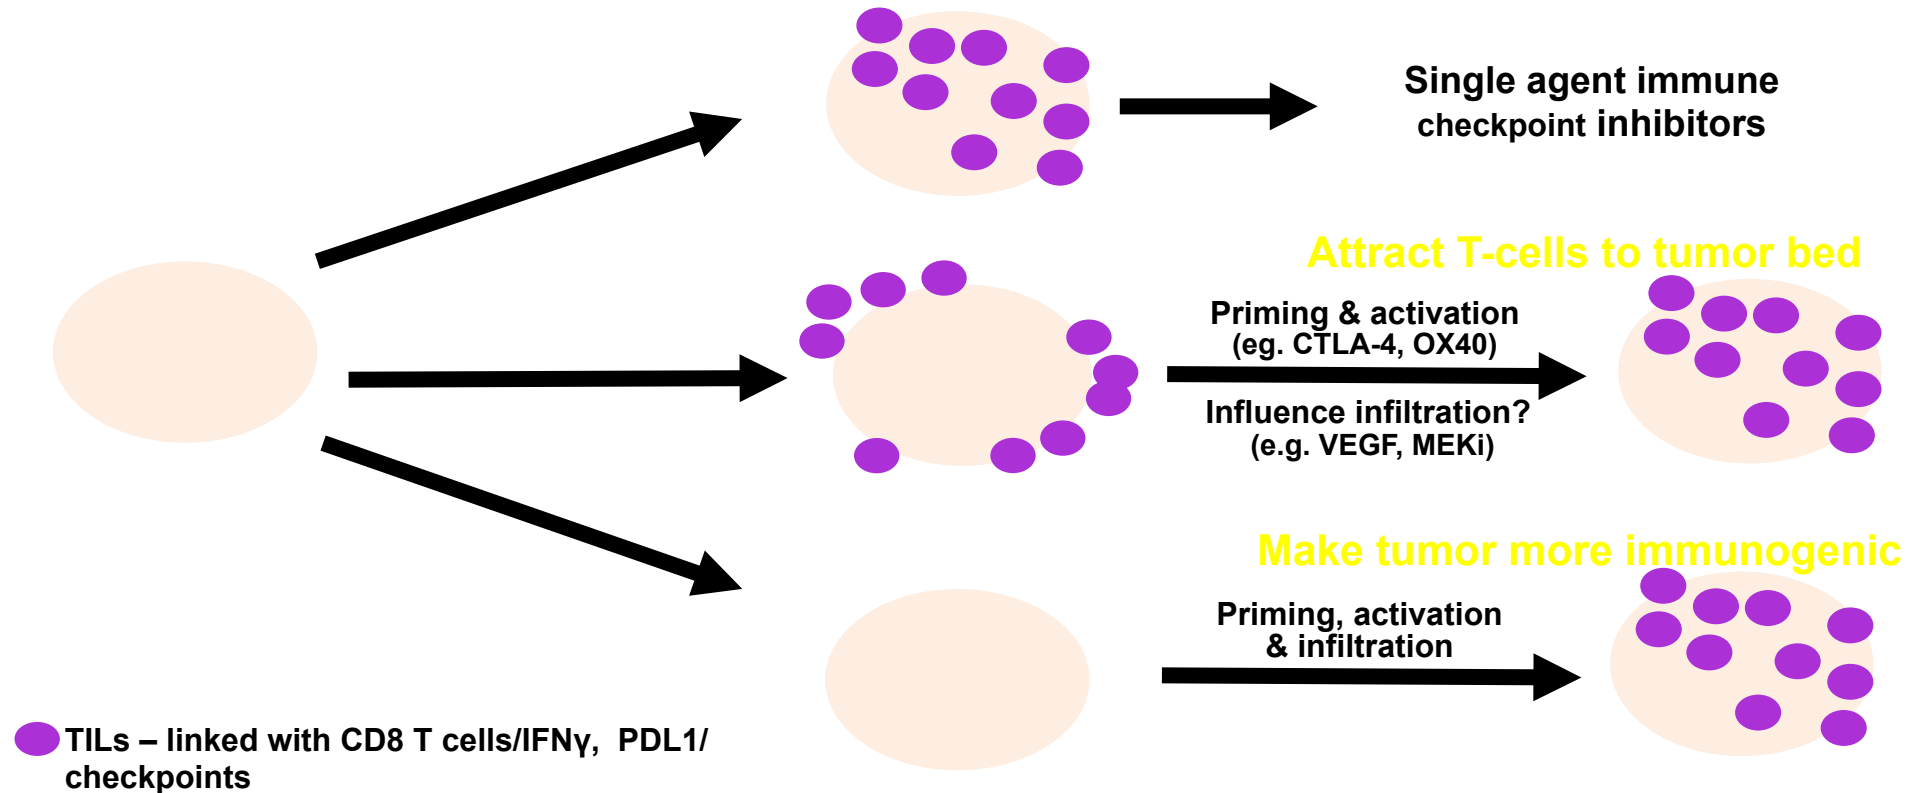 Single agent immune
checkpoint inhibitors
Attract T-cells to tumor bed
Priming & activation
(eg. CTLA-4, OX40)
Influence infiltration?
(e.g. VEGF, MEKi)
Make tumor more immunogenic
Priming, activation
& infiltration
TILs – linked with CD8 T cells/IFNγ, PDL1/
checkpoints